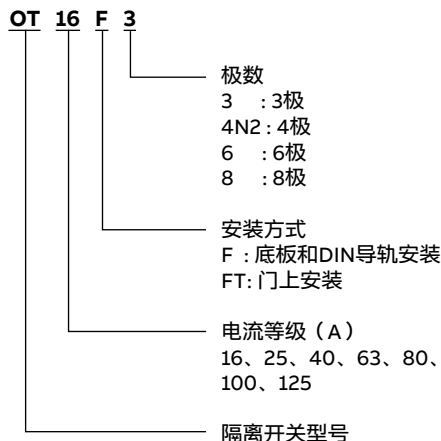 OT 16 F 3
极数
3 : 3极
4N2 : 4极
6 : 6极
8 : 8极
安装方式
F : 底板和DIN导轨安装
FT: 门上安装
电流等级（A）
16、25、40、63、80、
100、125
隔离开关型号